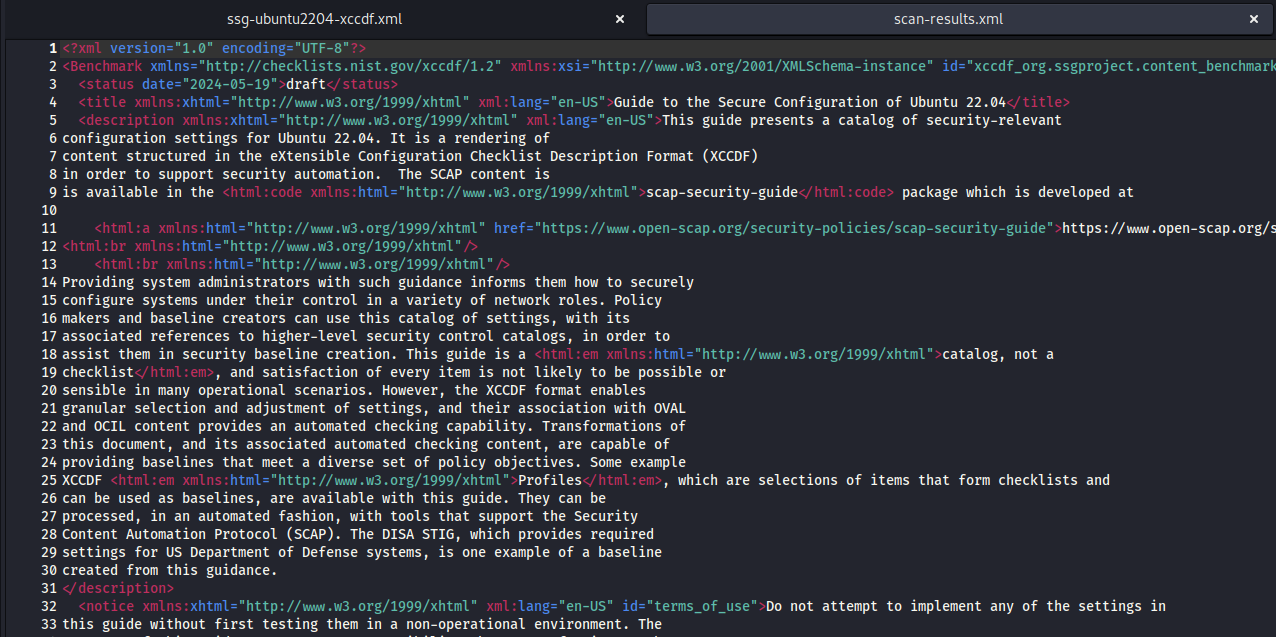 ssg-ubuntu2204-xccdf.xml × scan-results.xml ×
1 <?xml version="1.0" encoding="UTF-8"?>
2 <Benchmark xmlns="http://checklists.nist.gov/xccdf/1.2" xmlns:xsi="http://www.w3.org/2001/XMLSchema-instance" id="xccdf_org.ssgproject.content_benchmark
3 <status date="2024-05-19">draft</status>
4 <title xmlns:xhtml="http://www.w3.org/1999/xhtml" xml:lang="en-US">Guide to the Secure Configuration of Ubuntu 22.04</title>
5 <description xmlns:xhtml="http://www.w3.org/1999/xhtml" xml:lang="en-US">This guide presents a catalog of security-relevant
6 configuration settings for Ubuntu 22.04. It is a rendering of
7 content structured in the eXtensible Configuration Checklist Description Format (XCCDF)
8 in order to support security automation.  The SCAP content is
9 is available in the <html:code xmlns:html="http://www.w3.org/1999/xhtml">scap-security-guide</html:code> package which is developed at
10
11 <html:a xmlns:html="http://www.w3.org/1999/xhtml" href="https://www.open-scap.org/security-policies/scap-security-guide">https://www.open-scap.org/s
12 <html:br xmlns:html="http://www.w3.org/1999/xhtml"/>
13 <html:br xmlns:html="http://www.w3.org/1999/xhtml"/>
14 Providing system administrators with such guidance informs them how to securely
15 configure systems under their control in a variety of network roles. Policy
16 makers and baseline creators can use this catalog of settings, with its
17 associated references to higher-level security control catalogs, in order to
18 assist them in security baseline creation. This guide is a <html:em xmlns:html="http://www.w3.org/1999/xhtml">catalog, not a
19 checklist</html:em>, and satisfaction of every item is not likely to be possible or
20 sensible in many operational scenarios. However, the XCCDF format enables
21 granular selection and adjustment of settings, and their association with OVAL
22 and OCIL content provides an automated checking capability. Transformations of
23 this document, and its associated automated checking content, are capable of
24 providing baselines that meet a diverse set of policy objectives. Some example
25 XCCDF <html:em xmlns:html="http://www.w3.org/1999/xhtml">Profiles</html:em>, which are selections of items that form checklists and
26 can be used as baselines, are available with this guide. They can be
27 processed, in an automated fashion, with tools that support the Security
28 Content Automation Protocol (SCAP). The DISA STIG, which provides required
29 settings for US Department of Defense systems, is one example of a baseline
30 created from this guidance.
31 </description>
32 <notice xmlns:xhtml="http://www.w3.org/1999/xhtml" xml:lang="en-US" id="terms_of_use">Do not attempt to implement any of the settings in
33 this guide without first testing them in a non-operational environment. The